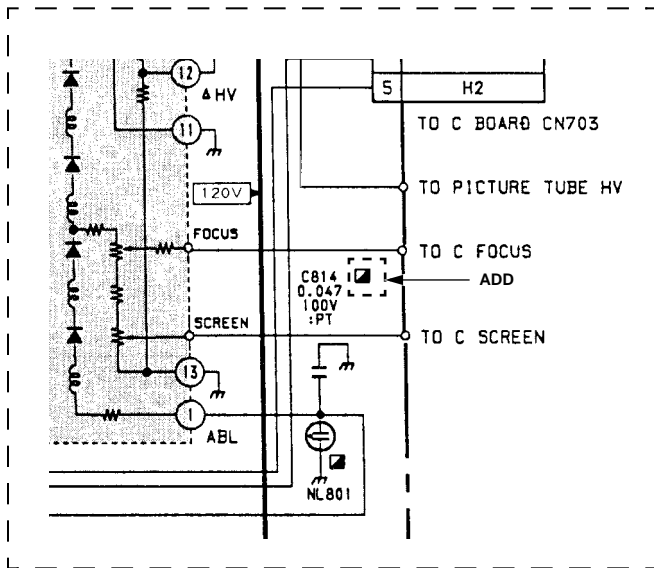 12
Δ HV
5 H2
TO C BOARD CN703
11
120V
TO PICTURE TUBE HV
FOCUS
TO C FOCUS
C814
0.047
100V
:PT
ADD
SCREEN
TO C SCREEN
13
1
ABL
NL801